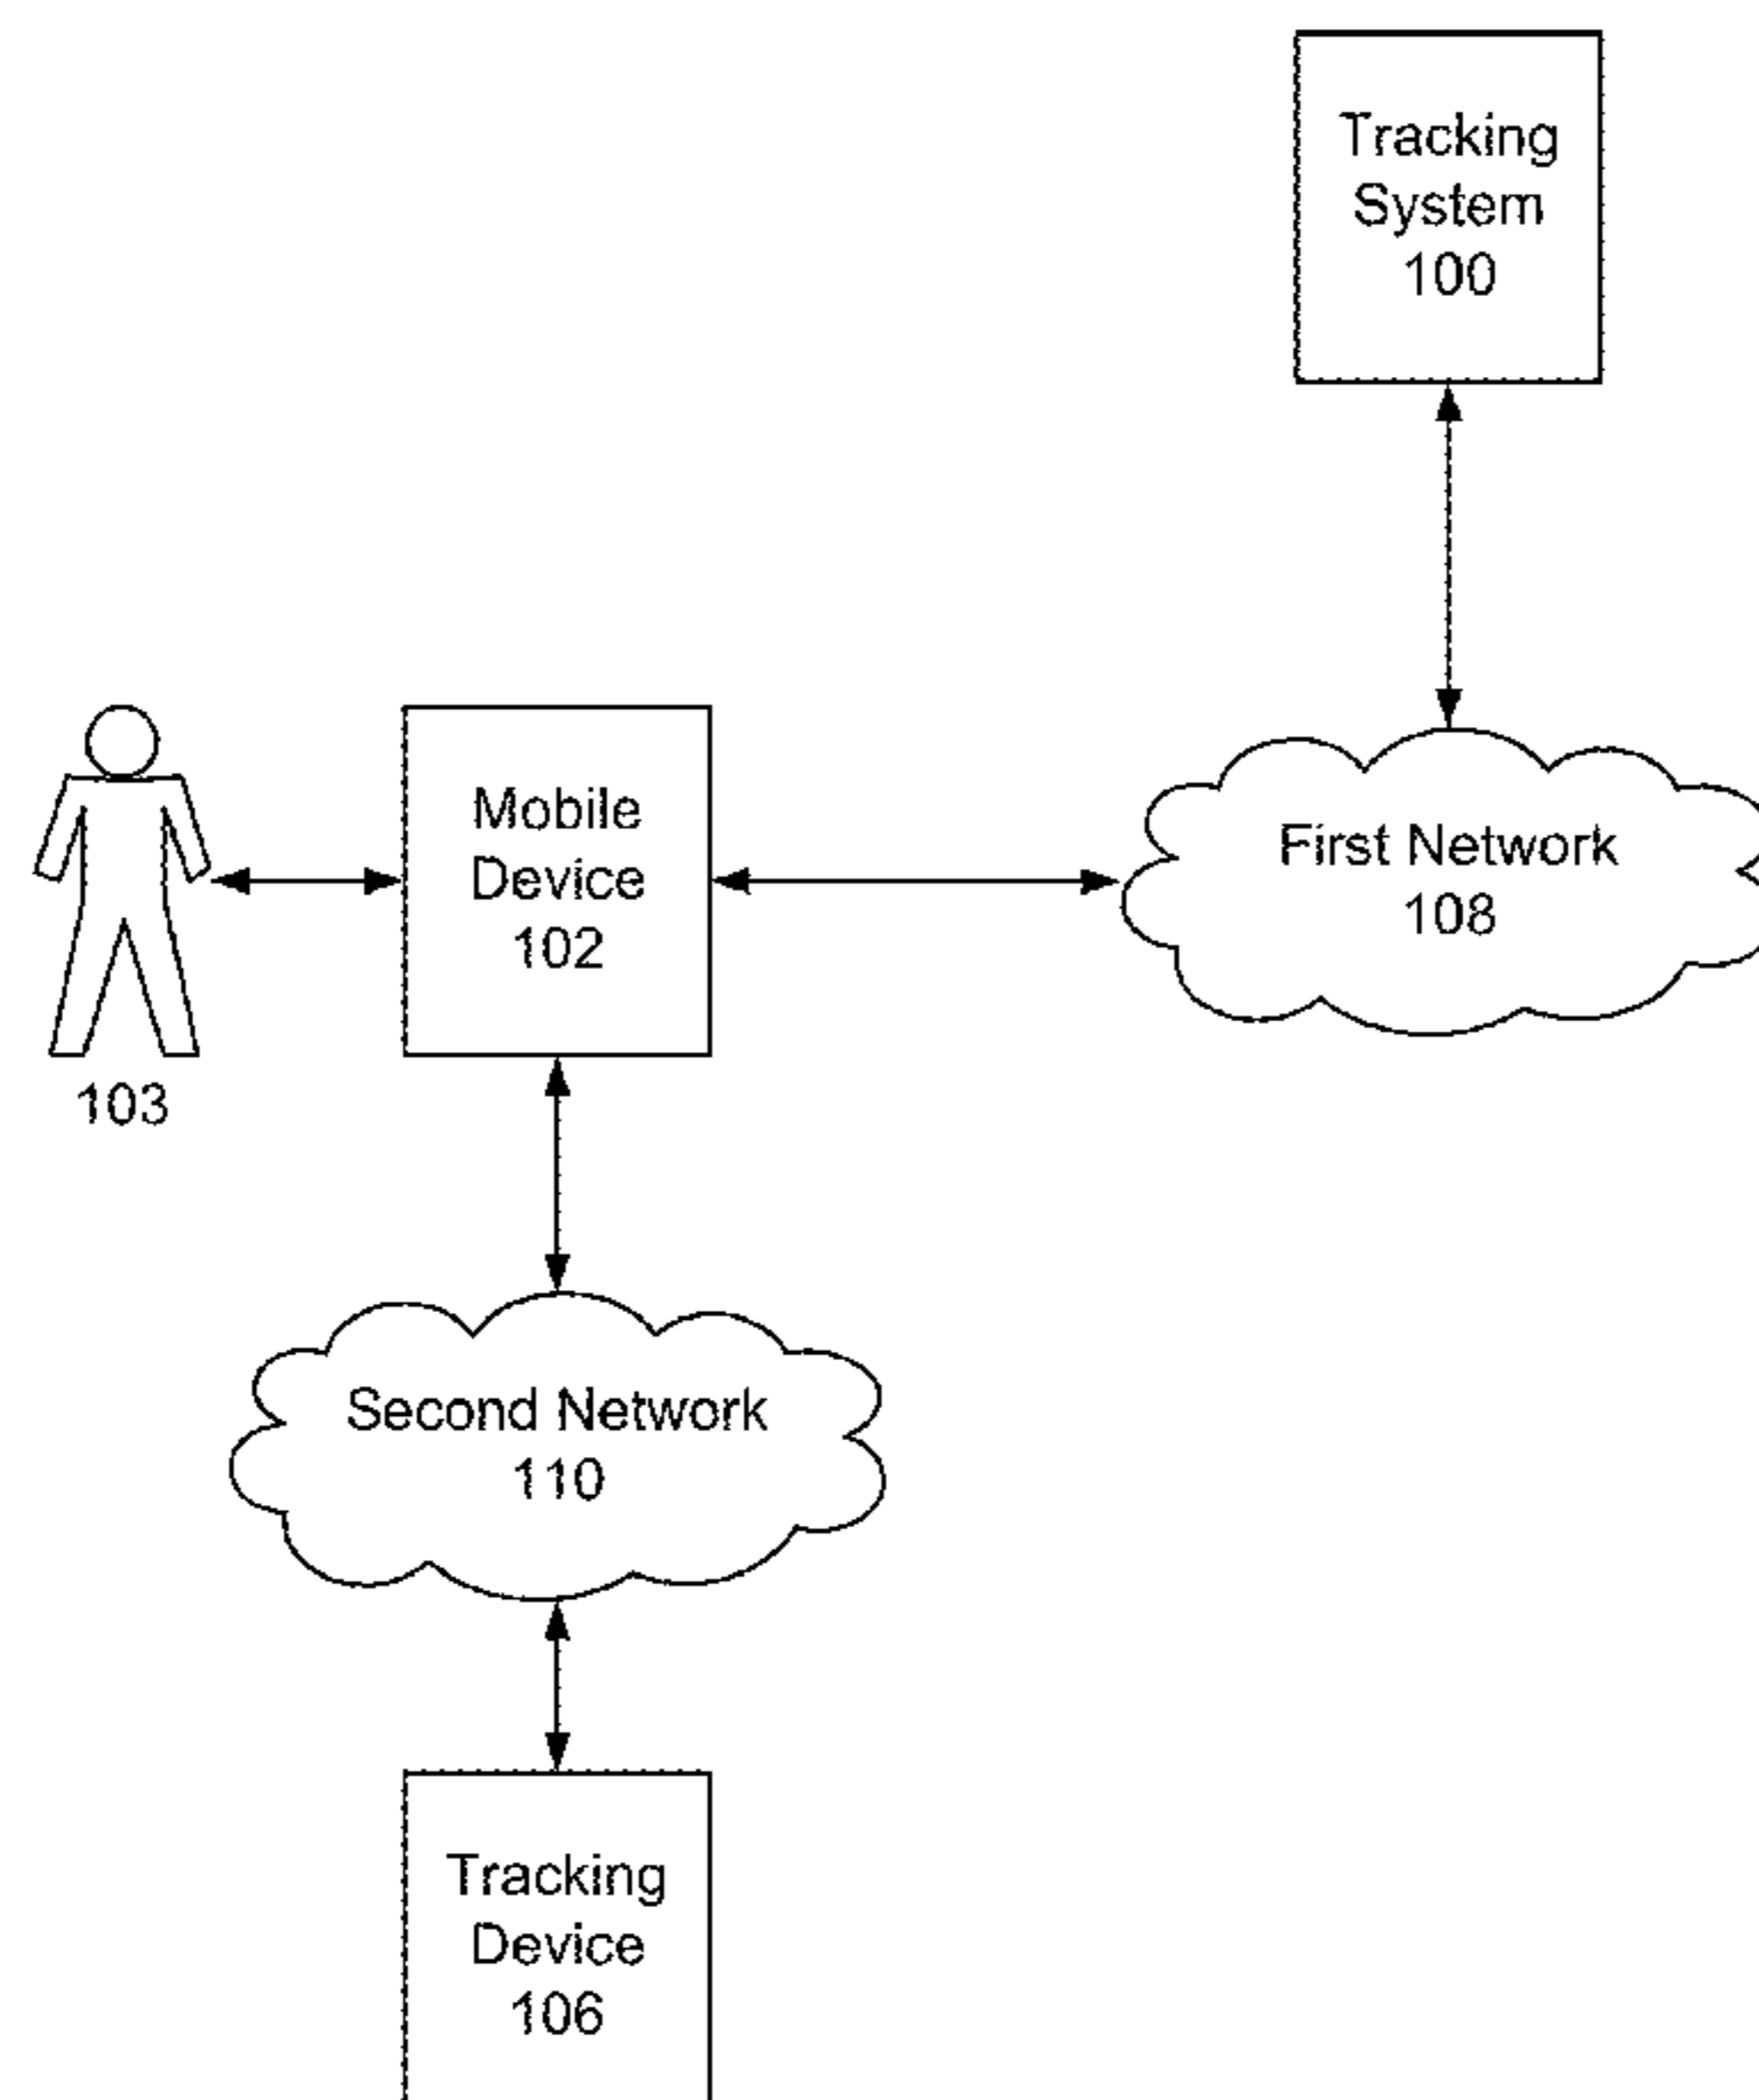 Tracking
System
100
Mobile
Device
102
First Network
108
103
Second Network
110
Tracking
Device
106